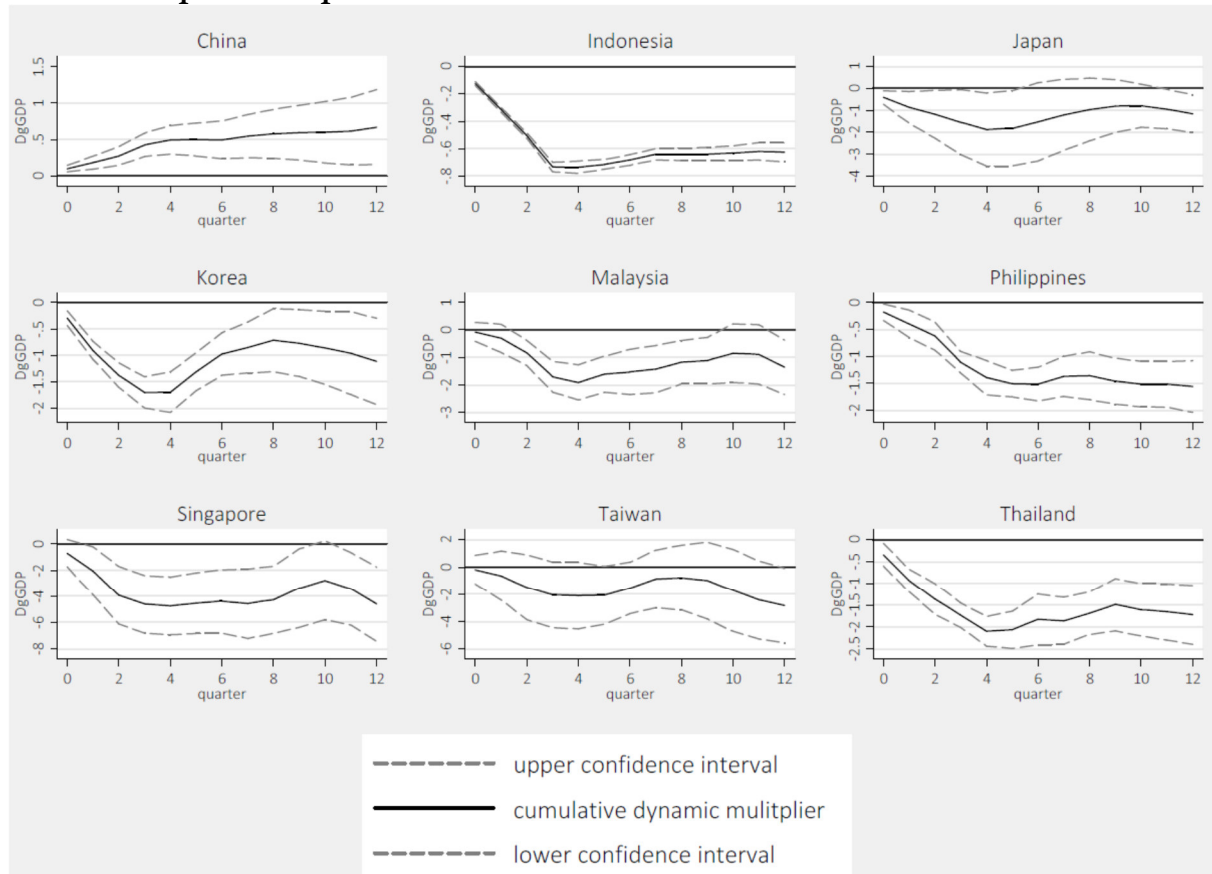 China
DgGDP
1.5
1
.5
0
0 2 4 6 8 10 12
quarter
Indonesia
DgGDP
0
-.2
-.4
-.6
-.8
0 2 4 6 8 10 12
quarter
Japan
DgGDP
1
0
-1
-2
-3
-4
0 2 4 6 8 10 12
quarter
Korea
DgGDP
0
-.5
-1
-1.5
-2
0 2 4 6 8 10 12
quarter
Malaysia
DgGDP
1
0
-1
-2
-3
0 2 4 6 8 10 12
quarter
Philippines
DgGDP
0
-.5
-1
-1.5
-2
0 2 4 6 8 10 12
quarter
Singapore
DgGDP
0
-2
-4
-6
-8
0 2 4 6 8 10 12
quarter
Taiwan
DgGDP
2
0
-2
-4
-6
0 2 4 6 8 10 12
quarter
Thailand
DgGDP
0
-.5
-1
-1.5
-2
-2.5
0 2 4 6 8 10 12
quarter
upper confidence interval
cumulative dynamic mulitplier
lower confidence interval